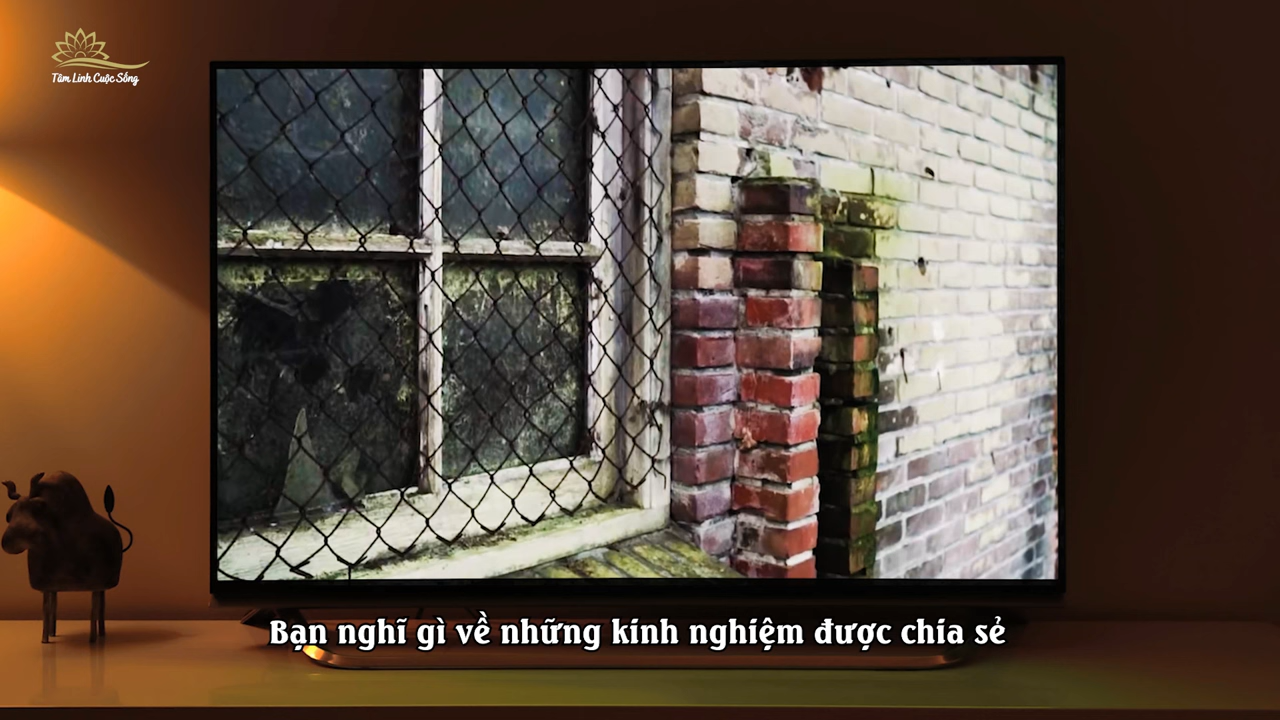 Tâm Linh Cuộc Sống
Bạn nghĩ gì về những kinh nghiệm được chia sẻ